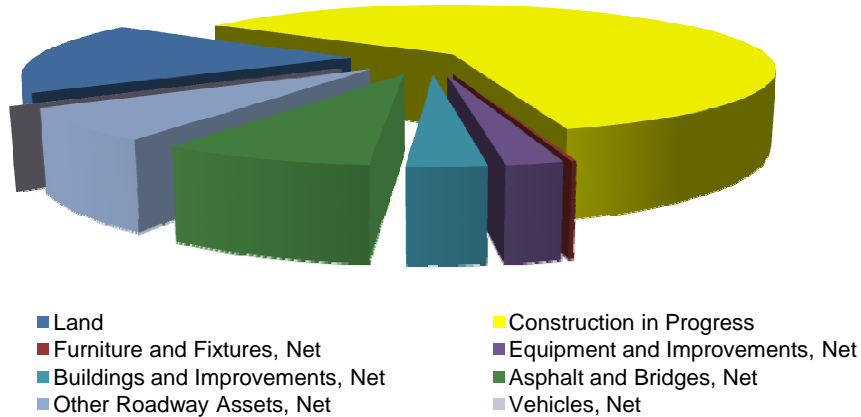 Land
Construction in Progress
Furniture and Fixtures, Net
Equipment and Improvements, Net
Buildings and Improvements, Net
Asphalt and Bridges, Net
Other Roadway Assets, Net
Vehicles, Net